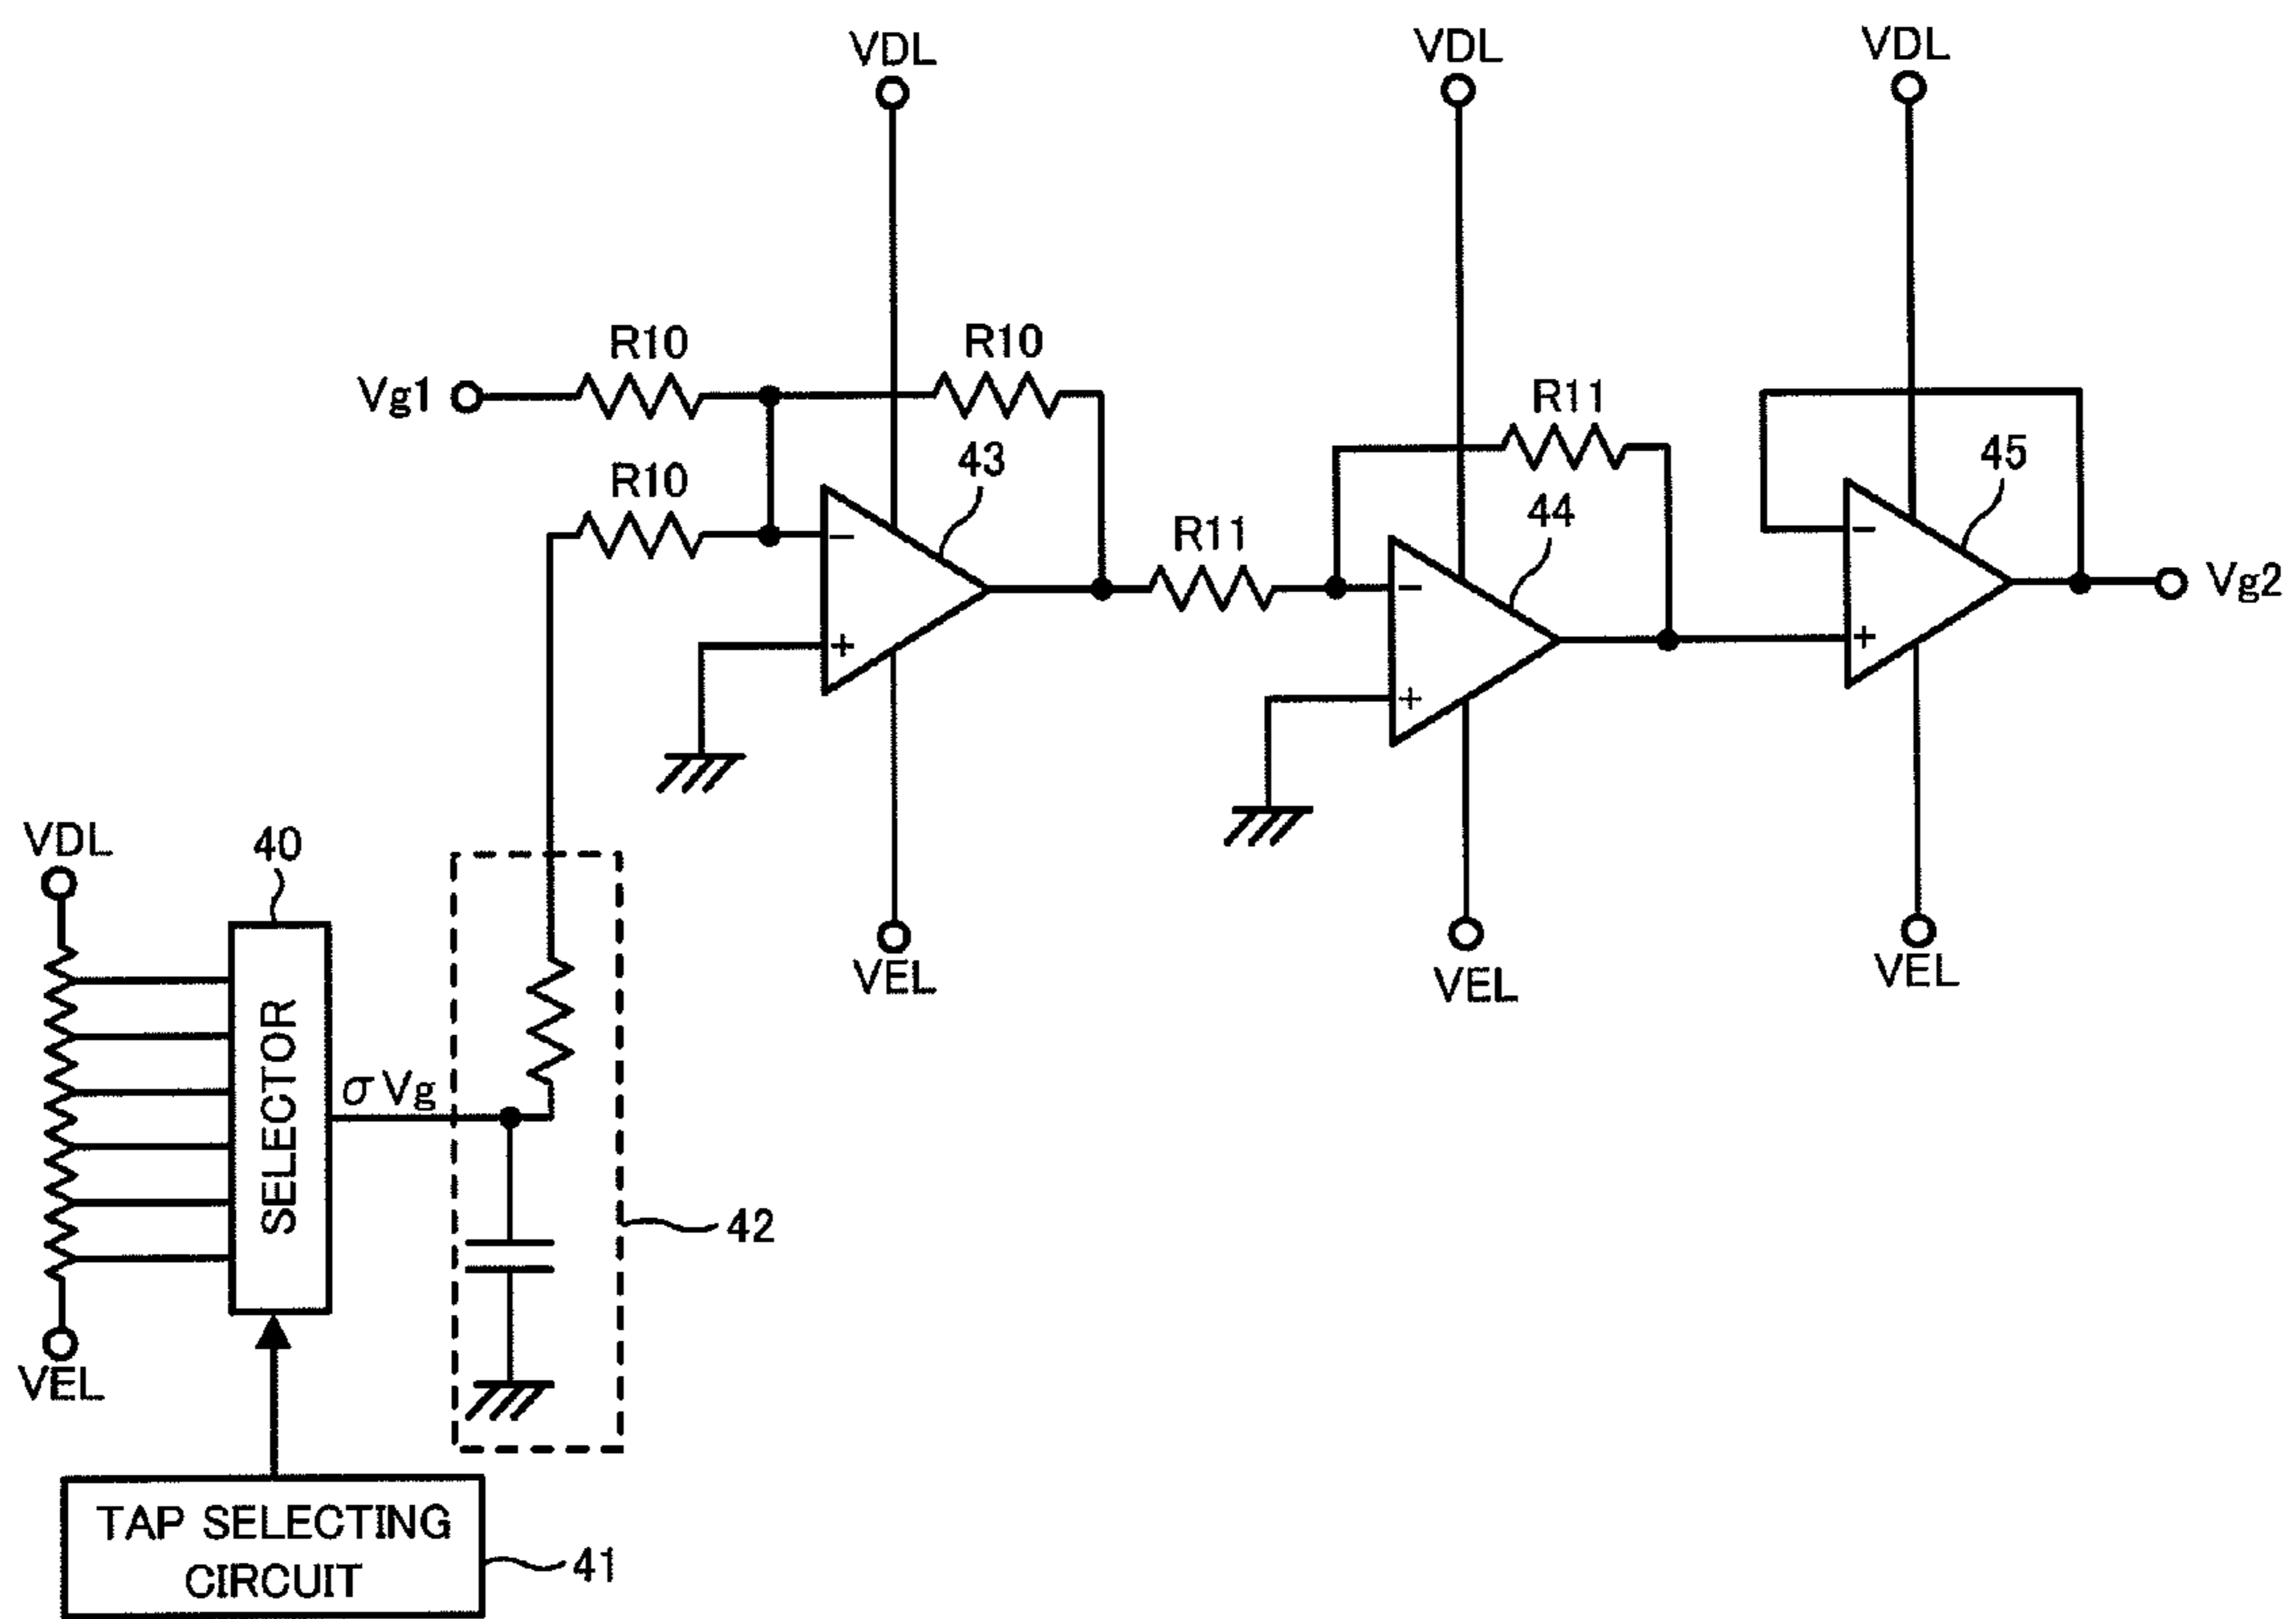 VDL
VDL
VDL
R10
R10
Vg1
R11
43
45
R10
44
R11
−
−
−
Vg2
+
+
+
VDL
40
VEL
VEL
VEL
SELECTOR
σ Vg
42
VEL
TAP SELECTING
CIRCUIT
41